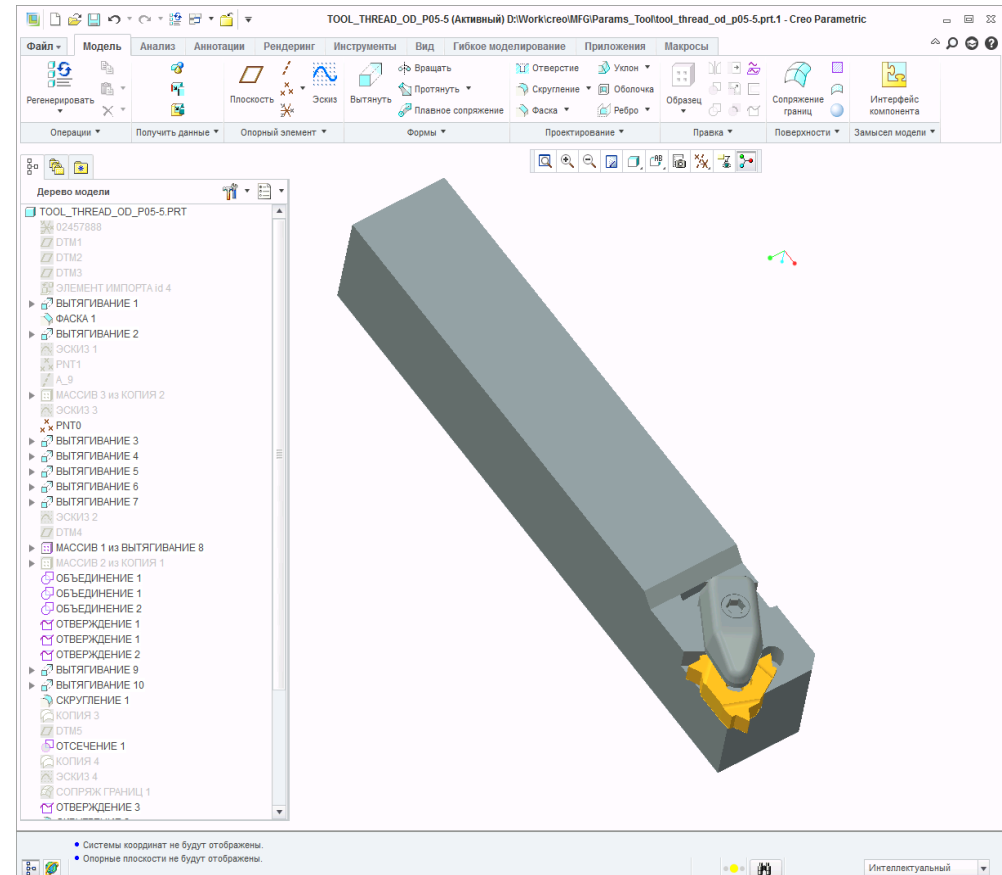 TOOL_THREAD_OD_P05-5 (Активный) D:\Work\creo\MFG\Params_Tool\tool_thread_od_p05-5.prt.1 - Creo Parametric
Файл Модель Анализ Аннотации Рендеринг Инструменты Вид Гибкое моделирование Приложения Макросы
Регенерировать
Плоскость
Эскиз
Вытянуть
Вращать
Протянуть
Плавное сопряжение
Отверстие
Уклон
Скругление
Оболочка
Фаска
Ребро
Образец
Сопряжение границ
Интерфейс компонента
Операции Получить данные Опорный элемент Формы Проектирование Правка Поверхности Замысел модели
Дерево модели
TOOL_THREAD_OD_P05-5.PRT
02457888
DTM1
DTM2
DTM3
ЭЛЕМЕНТ ИМПОРТА id 4
ВЫТЯГИВАНИЕ 1
ФАСКА 1
ВЫТЯГИВАНИЕ 2
ЭСКИЗ 1
PNT1
A_9
МАССИВ 3 из КОПИЯ 2
ЭСКИЗ 3
PNT0
ВЫТЯГИВАНИЕ 3
ВЫТЯГИВАНИЕ 4
ВЫТЯГИВАНИЕ 5
ВЫТЯГИВАНИЕ 6
ВЫТЯГИВАНИЕ 7
ЭСКИЗ 2
DTM4
МАССИВ 1 из ВЫТЯГИВАНИЕ 8
МАССИВ 2 из КОПИЯ 1
ОБЪЕДИНЕНИЕ 1
ОБЪЕДИНЕНИЕ 1
ОБЪЕДИНЕНИЕ 2
ОТВЕРЖДЕНИЕ 1
ОТВЕРЖДЕНИЕ 1
ОТВЕРЖДЕНИЕ 2
ВЫТЯГИВАНИЕ 9
ВЫТЯГИВАНИЕ 10
СКРУГЛЕНИЕ 1
КОПИЯ 3
DTM5
ОТСЕЧЕНИЕ 1
КОПИЯ 4
ЭСКИЗ 4
СОПРЯЖ ГРАНИЦ 1
ОТВЕРЖДЕНИЕ 3
Системы координат не будут отображены.
Опорные плоскости не будут отображены.
Интеллектуальный